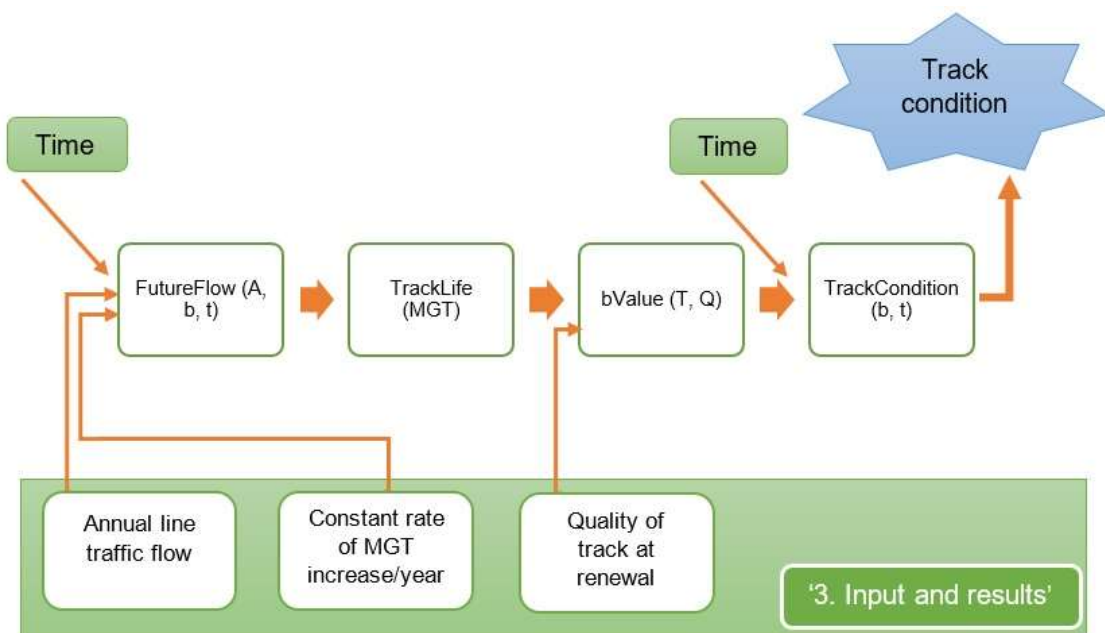 Track
condition
Time
Time
FutureFlow (A,
b, t)
TrackLife
(MGT)
bValue (T, Q)
TrackCondition
(b, t)
Annual line
traffic flow
Constant rate
of MGT
increase/year
Quality of
track at
renewal
‘3. Input and results’